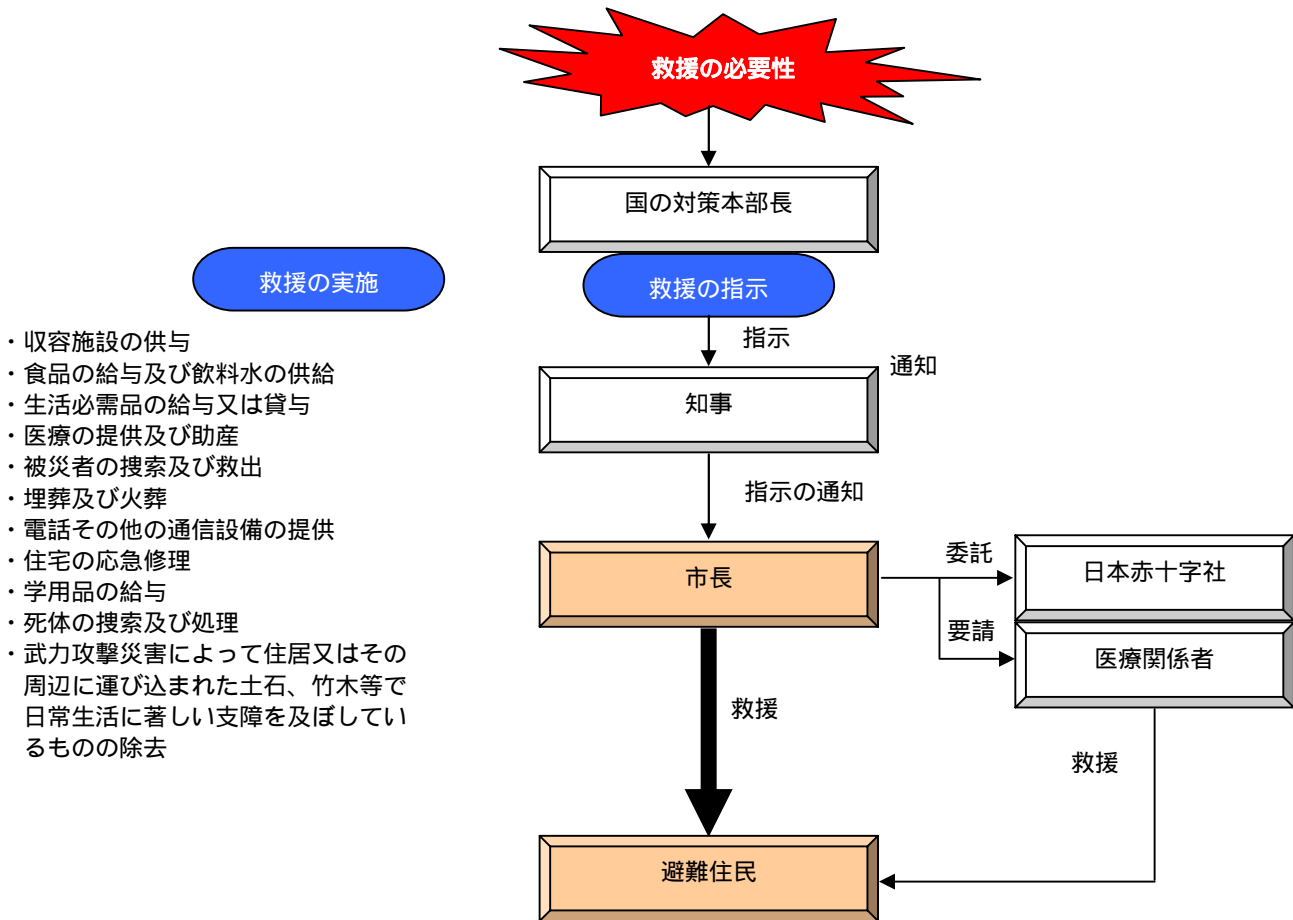 救援の必要性
国の対策本部長
救援の実施
救援の指示
指示
通知
知事
指示の通知
・収容施設の供与
・食品の給与及び飲料水の供給
・生活必需品の給与又は貸与
・医療の提供及び助産
・被災者の捜索及び救出
・埋葬及び火葬
・電話その他の通信設備の提供
・住宅の応急修理
・学用品の給与
・死体の捜索及び処理
・武力攻撃災害によって住居又はその
周辺に運び込まれた土石、竹木等で
日常生活に著しい支障を及ぼしてい
るものの除去
市長
委託
日本赤十字社
要請
医療関係者
救援
救援
避難住民